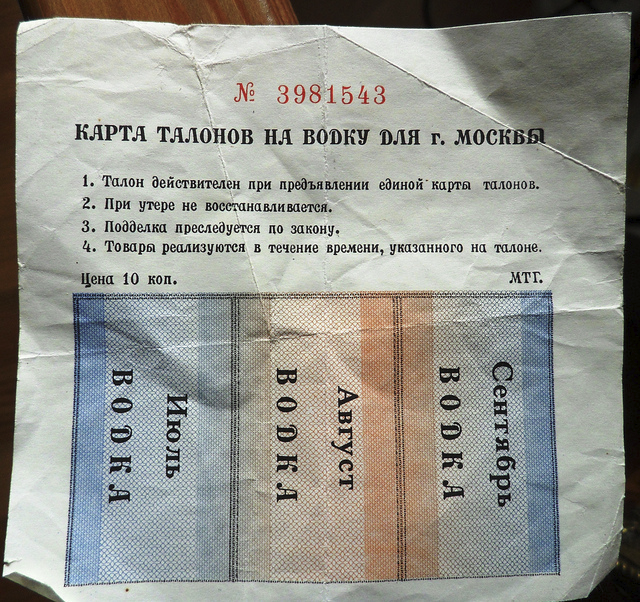 № 3981543
КАРТА ТАЛОНОВ НА ВОДКУ ДЛЯ г. МОСКВЫ
1. Талон действителен при предъявлении единой карты талонов.
2. При утере не восстанавливается.
3. Подделка преследуется по закону.
4. Товары реализуются в течение времени, указанного на талоне.
Цена 10 коп. МТГ.
Июль
ВОДКА
Август
ВОДКА
Сентябрь
ВОДКА